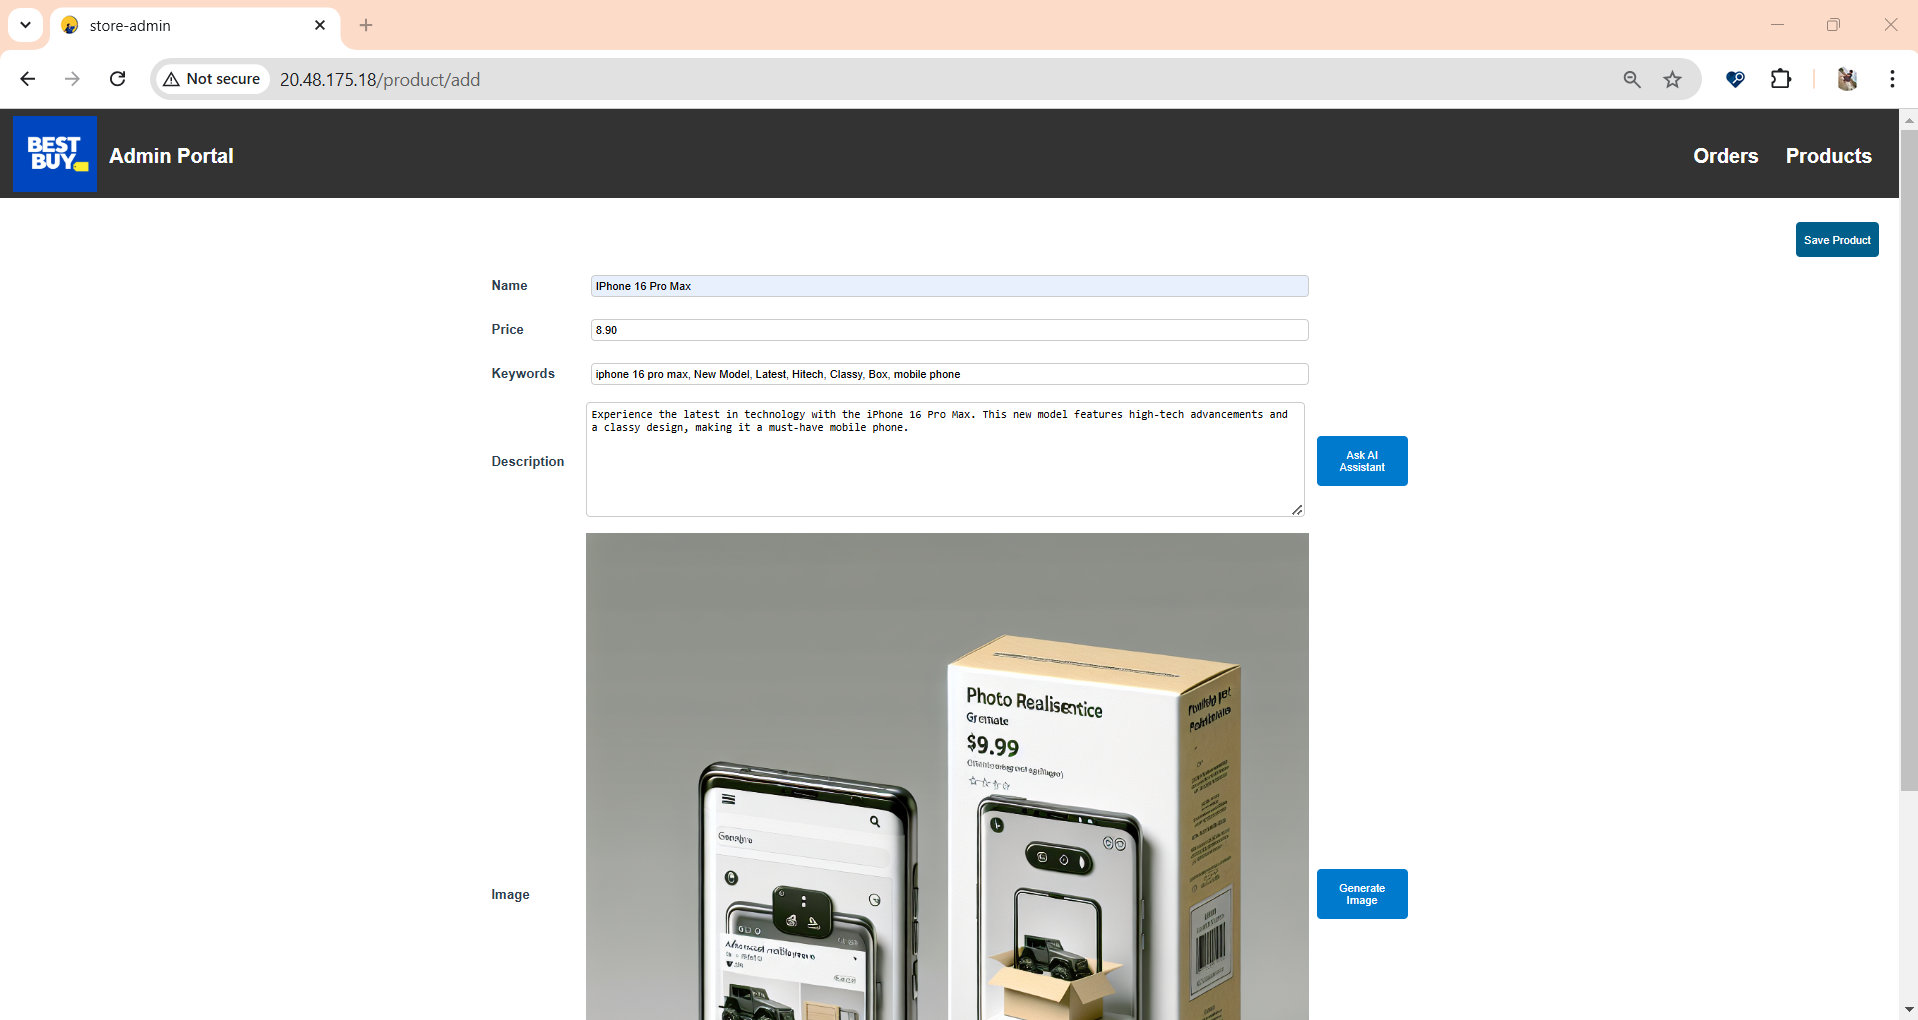 store-admin
Not secure
20.48.175.18/product/add
BEST
BUY
Admin Portal
Orders
Products
Save Product
Name
IPhone 16 Pro Max
Price
8.90
Keywords
iphone 16 pro max, New Model, Latest, Hitech, Classy, Box, mobile phone
Description
Experience the latest in technology with the iPhone 16 Pro Max. This new model features high-tech advancements and
a classy design, making it a must-have mobile phone.
Ask AI
Assistant
Image
Photo Realisentice
$9.99
Generate
Image